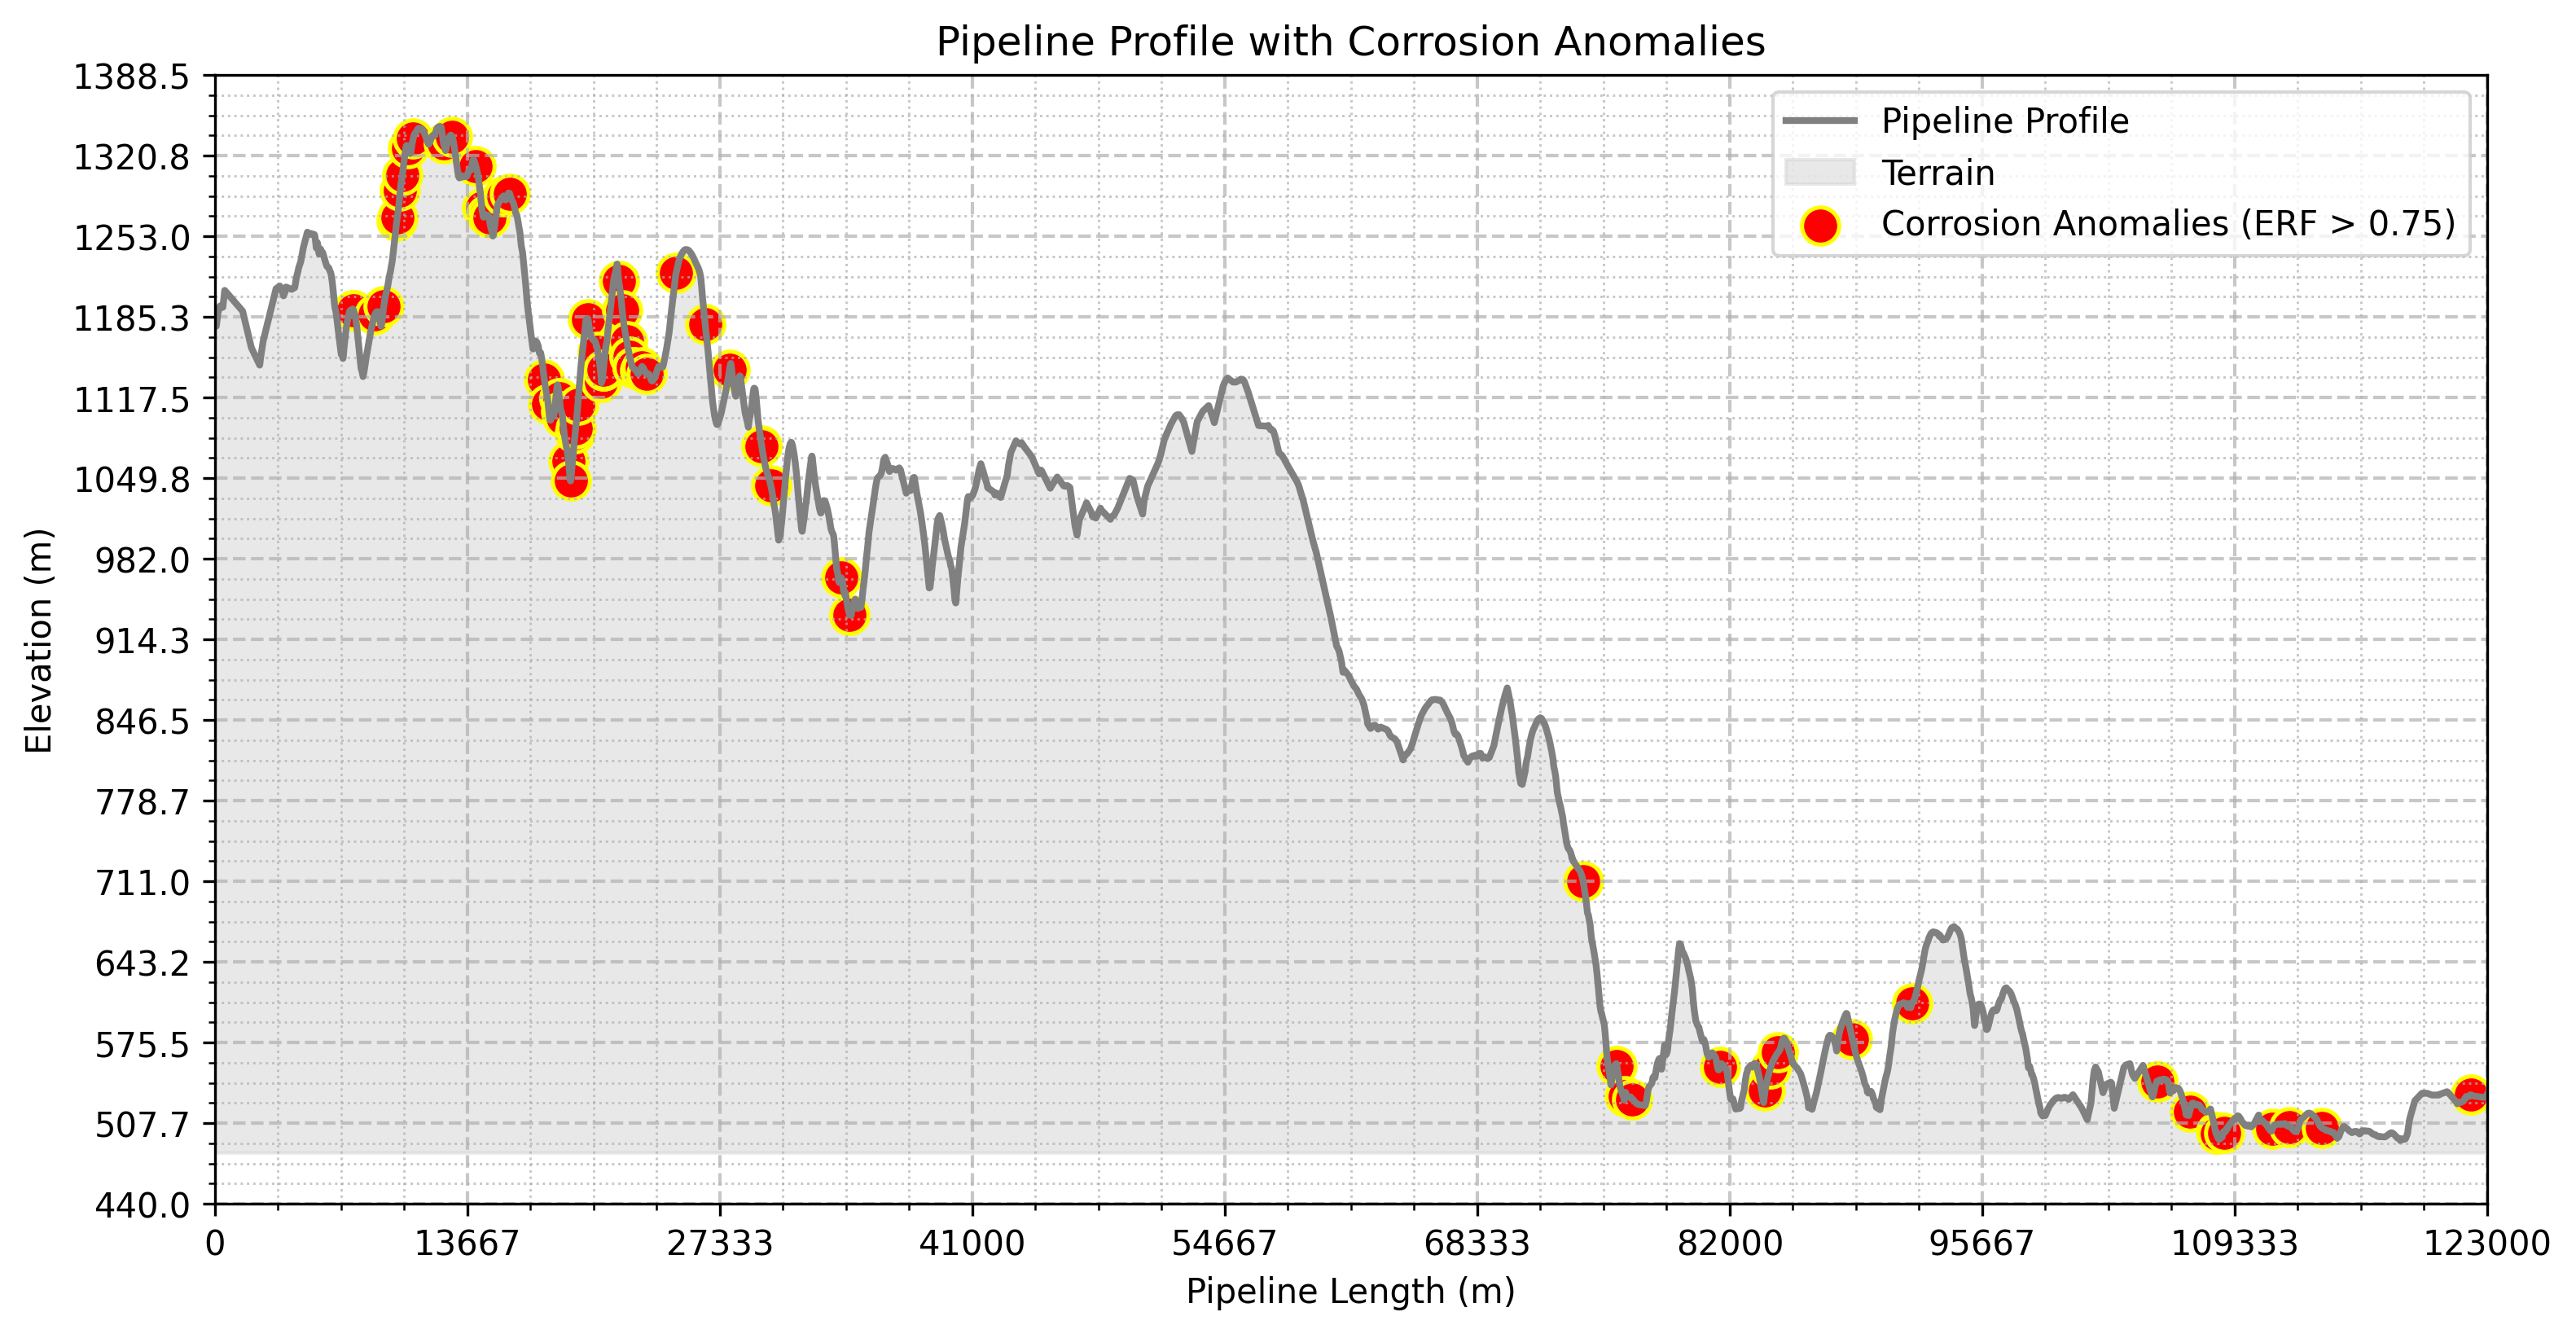 Pipeline Profile with Corrosion Anomalies
1388.5
1320.8
1253.0
1185.3
1117.5
1049.8
982.0
914.3
846.5
778.7
711.0
643.2
575.5
507.7
440.0
Elevation (m)
Pipeline Profile
Terrain
Corrosion Anomalies (ERF > 0.75)
0 13667 27333 41000 54667 68333 82000 95667 109333 123000
Pipeline Length (m)